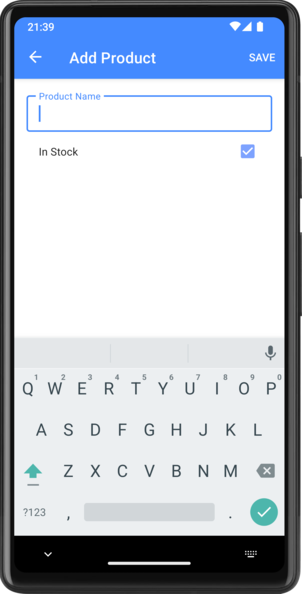 21:39
Add Product
SAVE
Product Name
In Stock
1 2 3 4 5 6 7 8 9 0
Q W E R T Y U I O P
A S D F G H J K L
Z X C V B N M
?123 , .